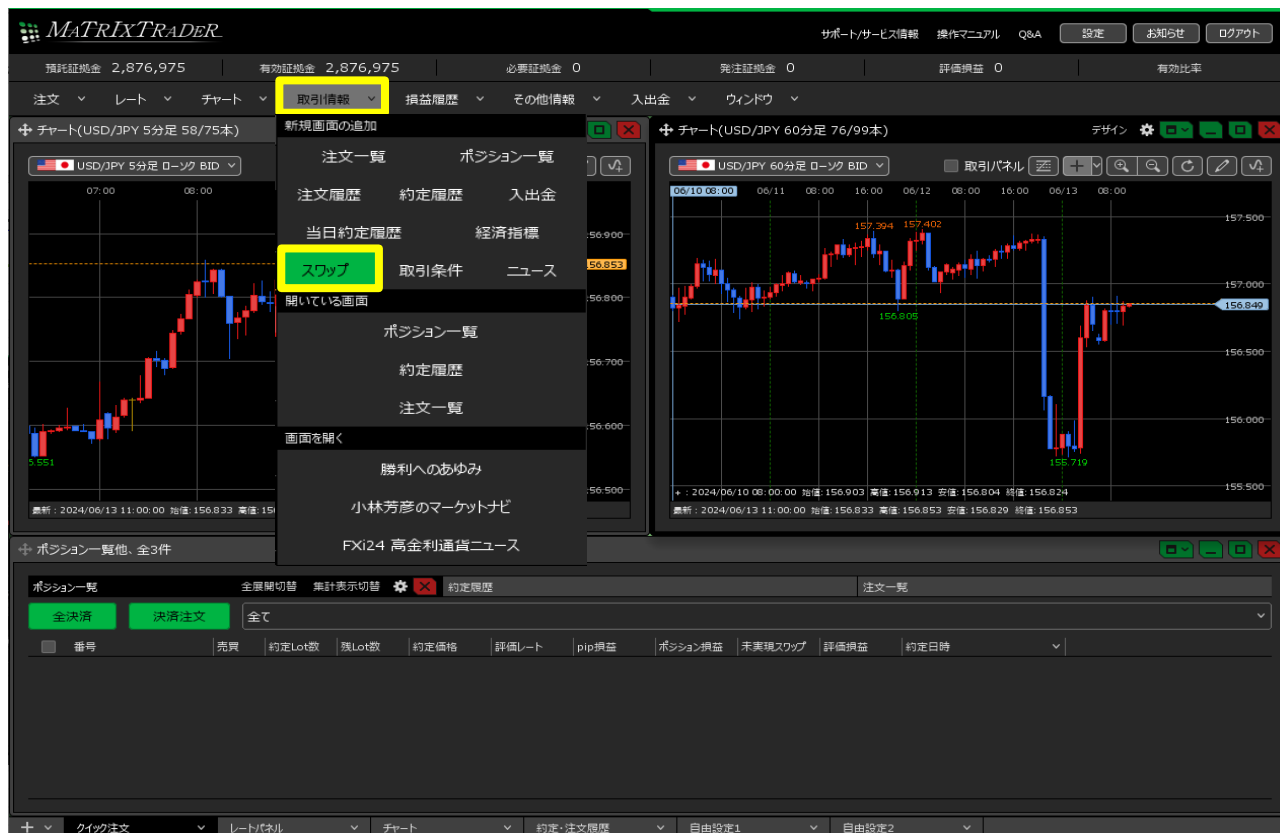 MATRIXTRADER
サポート/サービス情報 操作マニュアル Q&A 設定 お知らせ ログアウト
預託証拠金 2,876,975 有効証拠金 2,876,975 必要証拠金 0 発注証拠金 0 評価損益 0 有効比率
注文 レート チャート 取引情報 損益履歴 その他情報 入出金 ウィンドウ
チャート(USD/JPY 5分足 58/75本)
USD/JPY 5分足 ローソク BID
07:00 08:00
156.900
156.853
156.800
156.700
156.600
156.500
5.551
最新 : 2024/06/13 11:00:00 始値:156.833 高値:15
新規画面の追加
注文一覧 ポジション一覧
注文履歴 約定履歴 入出金
当日約定履歴 経済指標
スワップ 取引条件 ニュース
開いている画面
ポジション一覧
約定履歴
注文一覧
画面を開く
勝利へのあゆみ
小林芳彦のマーケットナビ
FXi24 高金利通貨ニュース
チャート(USD/JPY 60分足 76/99本) デザイン
USD/JPY 60分足 ローソク BID 取引パネル
06/10 08:00 06/11 08:00 16:00 06/12 08:00 16:00 06/13 08:00
157.394 157.402
156.805
155.719
157.500
157.000
156.849
156.500
156.000
155.500
+ : 2024/06/10 08:00:00 始値:156.903 高値:156.913 安値:156.804 終値:156.824
最新 : 2024/06/13 11:00:00 始値:156.833 高値:156.853 安値:156.829 終値:156.853
ポジション一覧他、全3件
ポジション一覧 全展開切替 集計表示切替 約定履歴 注文一覧
全決済 決済注文 全て
番号 売買 約定Lot数 残Lot数 約定価格 評価レート pip損益 ポジション損益 未実現スワップ 評価損益 約定日時
クイック注文 レートパネル チャート 約定・注文履歴 自由設定1 自由設定2